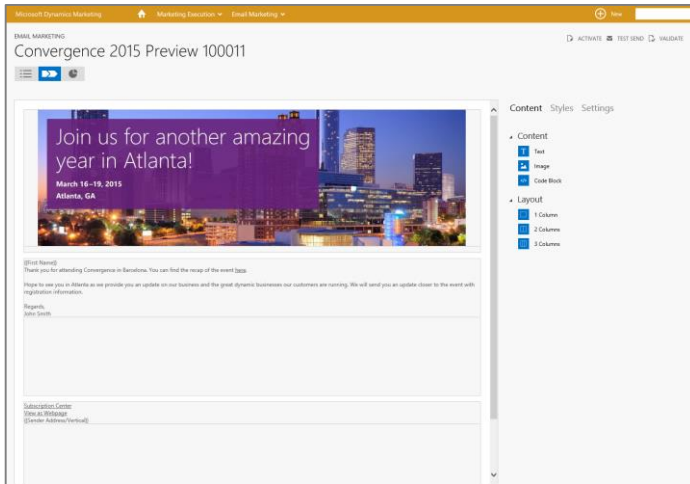 Microsoft Dynamics Marketing
Marketing Execution
Email Marketing
New
EMAIL MARKETING
Convergence 2015 Preview 100011
ACTIVATE
TEST SEND
VALIDATE
Join us for another amazing
year in Atlanta!
March 16–19, 2015
Atlanta, GA
{{First Name}}
Thank you for attending Convergence in Barcelona. You can find the recap of the event here.
Hope to see you in Atlanta as we provide you an update on our business and the great dynamic businesses our customers are running. We will send you an update closer to the event with
registration information.
Regards,
John Smith
Subscription Center
View as Webpage
{{Sender Address/Vertical}}
Content
Styles
Settings
Content
Text
Image
Code Block
Layout
1 Column
2 Columns
3 Columns